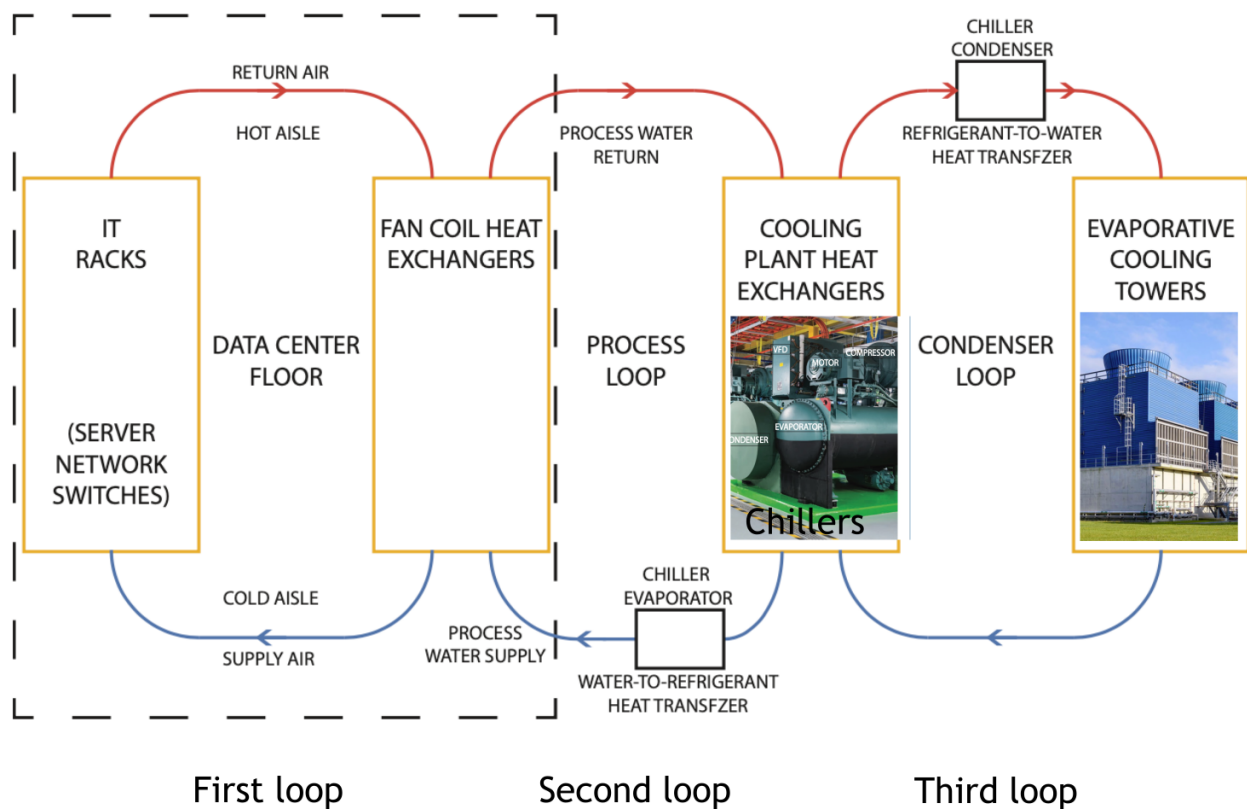 CHILLER
CONDENSER
RETURN AIR
HOT AISLE
PROCESS WATER
RETURN
REFRIGERANT-TO-WATER
HEAT TRANSFZER
IT
RACKS
FAN COIL HEAT
EXCHANGERS
COOLING
PLANT HEAT
EXCHANGERS
EVAPORATIVE
COOLING
TOWERS
DATA CENTER
FLOOR
PROCESS
LOOP
VFD
MOTOR
COMPRESSOR
CONDENSER
LOOP
(SERVER
NETWORK
SWITCHES)
EVAPORATOR
CONDENSER
Chillers
COLD AISLE
SUPPLY AIR
PROCESS
WATER SUPPLY
CHILLER
EVAPORATOR
WATER-TO-REFRIGERANT
HEAT TRANSFZER
First loop
Second loop
Third loop